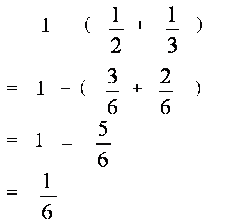 1 ( 1/2 + 1/3 )
= 1 - ( 3/6 + 2/6 )
= 1 - 5/6
= 1/6